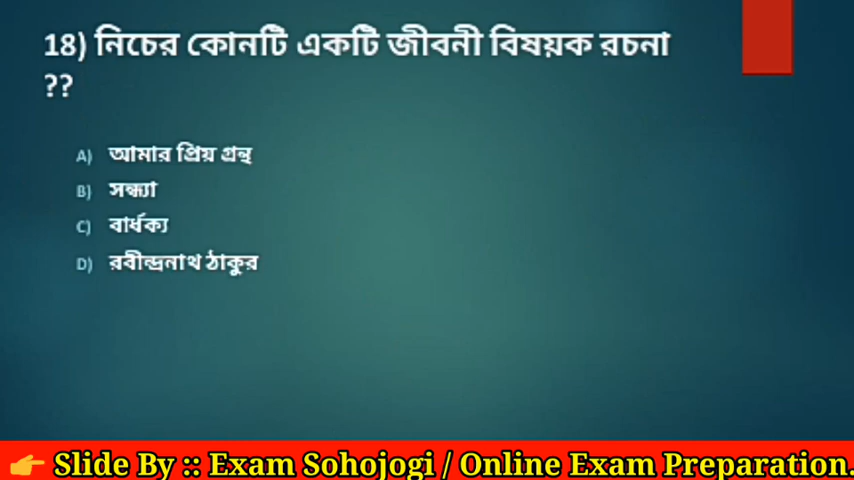 18) নিচের কোনটি একটি জীবনী বিষয়ক রচনা
??
A) আমার প্রিয় গ্রন্থ
B) সন্ধ্যা
C) বার্ধক্য
D) রবীন্দ্রনাথ ঠাকুর
👉 Slide By :: Exam Sohojogi / Online Exam Preparation.